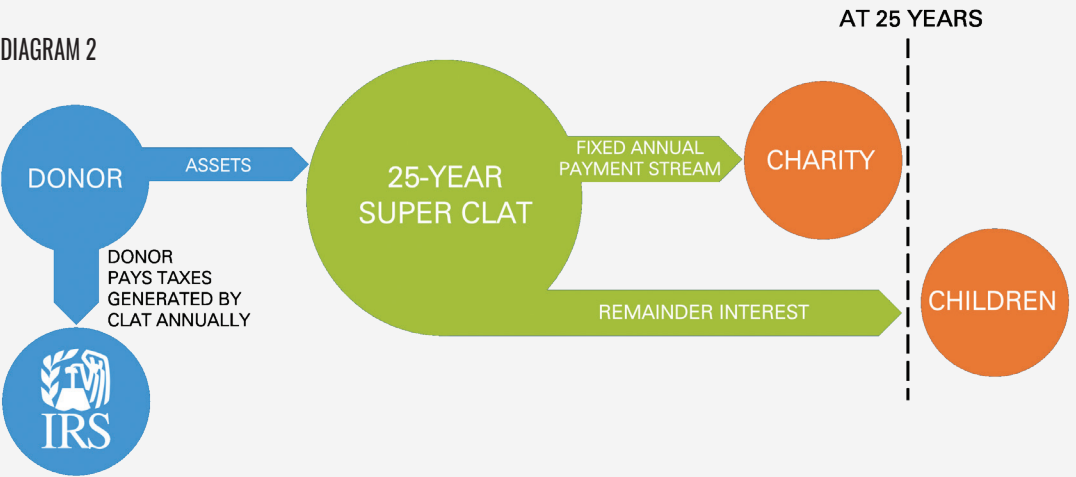 AT 25 YEARS
DIAGRAM 2
DONOR
ASSETS
25-YEAR
SUPER CLAT
FIXED ANNUAL
PAYMENT STREAM
CHARITY
DONOR
PAYS TAXES
GENERATED BY
CLAT ANNUALLY
REMAINDER INTEREST
CHILDREN
IRS